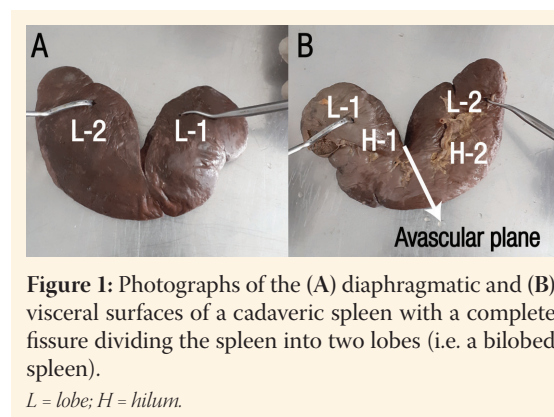 A
B
L-2
L-1
L-1
L-2
H-1
H-2
Avascular plane
Figure 1: Photographs of the (A) diaphragmatic and (B)
visceral surfaces of a cadaveric spleen with a complete
fissure dividing the spleen into two lobes (i.e. a bilobed
spleen).
L = lobe; H = hilum.